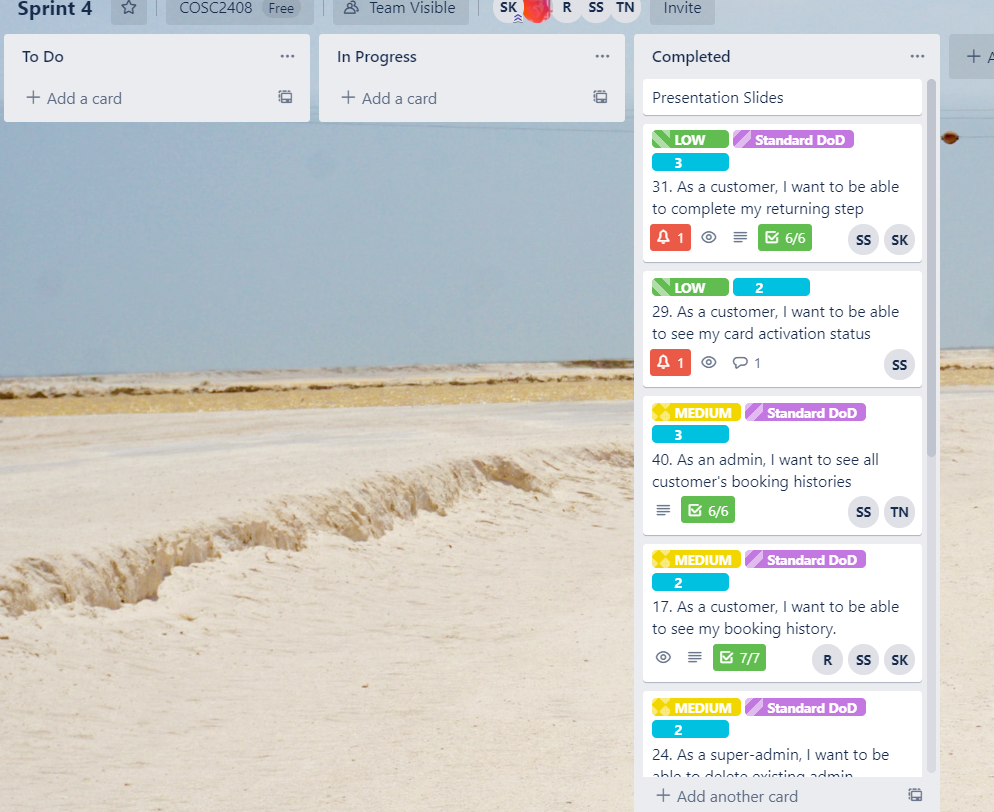 Sprint 4
COSC2408 Free
Team Visible
SK R SS TN
Invite
To Do
Add a card
In Progress
Add a card
Completed
Presentation Slides
LOW Standard DoD
3
31. As a customer, I want to be able
to complete my returning step
1 6/6 SS SK
LOW 2
29. As a customer, I want to be able
to see my card activation status
1 1 SS
MEDIUM Standard DoD
3
40. As an admin, I want to see all
customer's booking histories
6/6 SS TN
MEDIUM Standard DoD
2
17. As a customer, I want to be able
to see my booking history.
7/7 R SS SK
MEDIUM Standard DoD
2
24. As a super-admin, I want to be
able to delete existing admin
Add another card